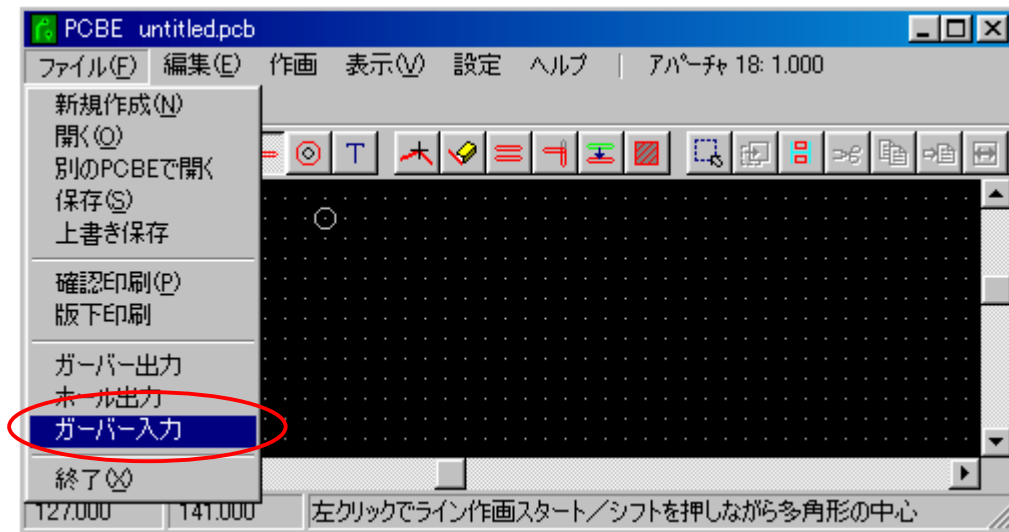 PCBE untitled.pcb
ファイル(F) 編集(E) 作画 表示(V) 設定 ヘルプ | アパーチャ 18: 1.000
新規作成(N)
開く(O)
別のPCBEで開く
保存(S)
上書き保存
T
確認印刷(P)
版下印刷
ガーバー出力
ホール出力
ガーバー入力
終了(X)
127.000 141.000 左クリックでライン作画スタート/シフトを押しながら多角形の中心